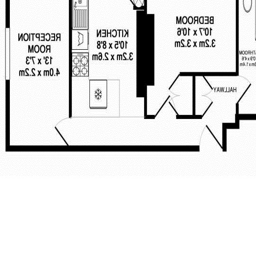 BEDROOM
10'7 x 10'6
3.2m x 3.2m
KITCHEN
10'5 x 8'8
3.2m x 2.6m
RECEPTION
ROOM
13' x 7'3
4.0m x 2.2m
HALLWAY